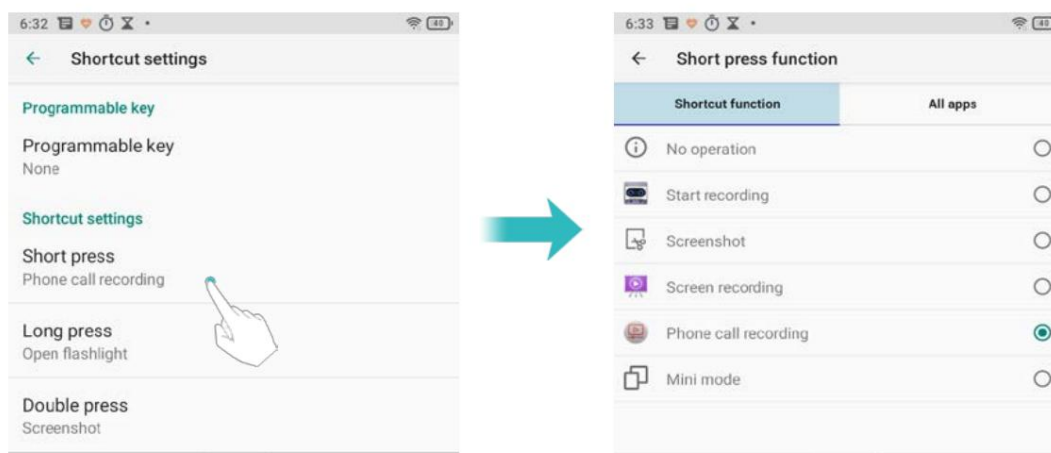 6:32
40
Shortcut settings
Programmable key
Programmable key
None
Shortcut settings
Short press
Phone call recording
Long press
Open flashlight
Double press
Screenshot
6:33
40
Short press function
Shortcut function
All apps
No operation
Start recording
Screenshot
Screen recording
Phone call recording
Mini mode